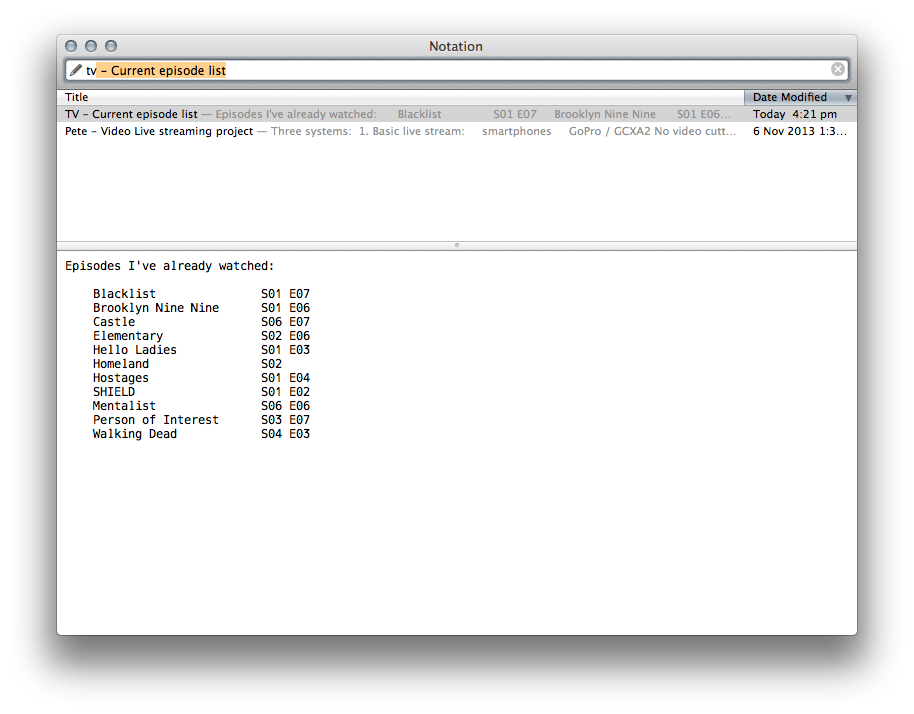 Notation
tv – Current episode list
Title Date Modified
TV – Current episode list — Episodes I've already watched: Blacklist S01 E07 Brooklyn Nine Nine S01 E06... Today 4:21 pm
Pete – Video Live streaming project — Three systems: 1. Basic live stream: smartphones GoPro / GCXA2 No video cutt... 6 Nov 2013 1:3...
Episodes I've already watched:
Blacklist S01 E07
Brooklyn Nine Nine S01 E06
Castle S06 E07
Elementary S02 E06
Hello Ladies S01 E03
Homeland S02
Hostages S01 E04
SHIELD S01 E02
Mentalist S06 E06
Person of Interest S03 E07
Walking Dead S04 E03